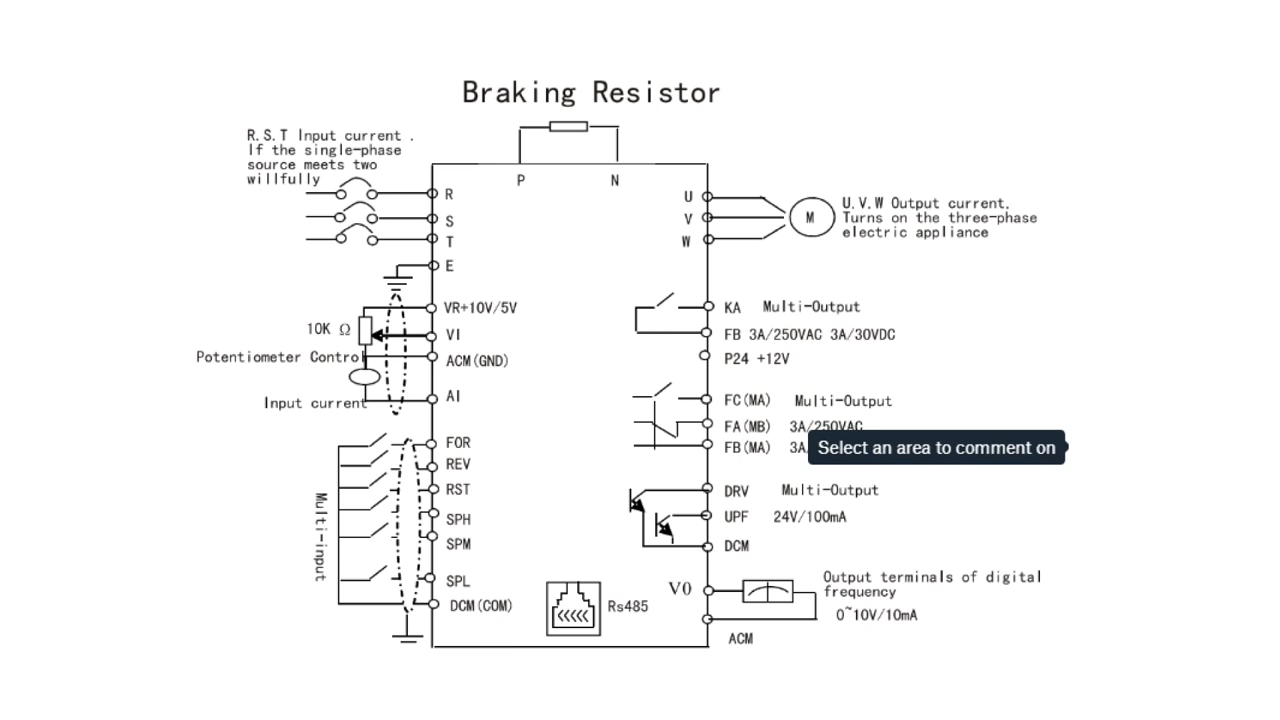 Braking Resistor
R.S.T Input current .
If the single-phase
source meets two
willfully
P
N
R
S
T
E
U
V
W
M
U.V.W Output current.
Turns on the three-phase
electric appliance
VR+10V/5V
10K Ω
VI
Potentiometer Control
ACM(GND)
Input current
AI
KA Multi-Output
FB 3A/250VAC 3A/30VDC
P24 +12V
FC(MA) Multi-Output
FA(MB) 3A/250VAC
FB(MA) 3A
Select an area to comment on
Multi-input
FOR
REV
RST
SPH
SPM
SPL
DCM(COM)
DRV Multi-Output
UPF 24V/100mA
DCM
Rs485
V0
Output terminals of digital
frequency
0~10V/10mA
ACM